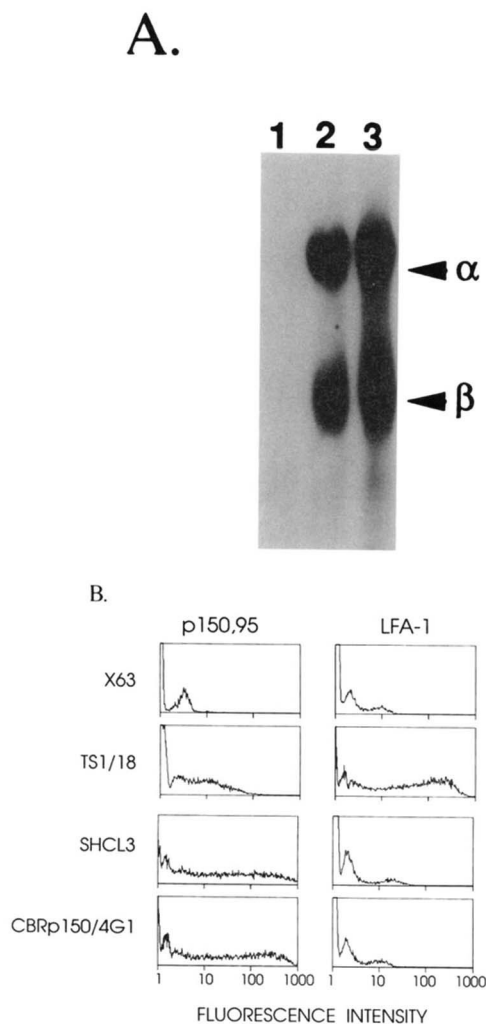 A.
1 2 3
α
β
B.
p150,95 LFA-1
X63
TS1/18
SHCL3
CBRp150/4G1
1 10 100 1000 1 10 100 1000
FLUORESCENCE INTENSITY